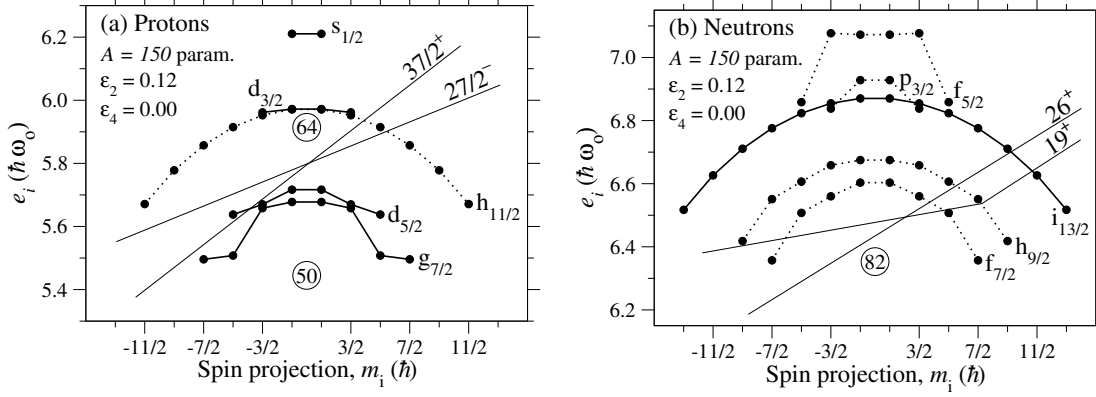 (a) Protons
A = 150 param.
ε₂ = 0.12
ε₄ = 0.00
s₁/₂
37/2⁺
27/2⁻
d₃/₂
64
h₁₁/₂
d₅/₂
g₇/₂
50
6.2
6.0
5.8
5.6
5.4
eᵢ (ħ ωₒ)
-11/2 -7/2 -3/2 3/2 7/2 11/2
Spin projection, mᵢ (ħ)
(b) Neutrons
A = 150 param.
ε₂ = 0.12
ε₄ = 0.00
p₃/₂
f₅/₂
26⁺
19⁺
i₁₃/₂
h₉/₂
f₇/₂
82
7.0
6.8
6.6
6.4
6.2
eᵢ (ħ ωₒ)
-11/2 -7/2 -3/2 3/2 7/2 11/2
Spin projection, mᵢ (ħ)